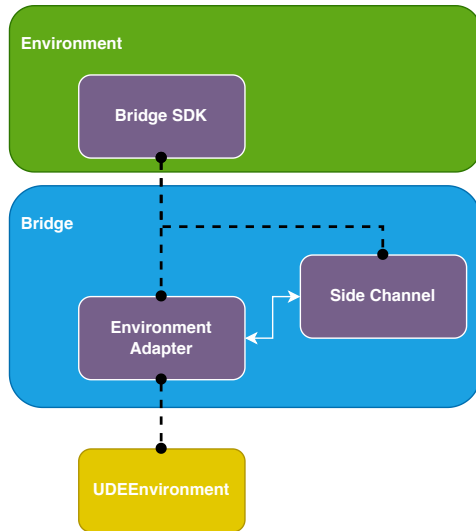 Environment
Bridge SDK
Bridge
Side Channel
Environment
Adapter
UDEEnvironment